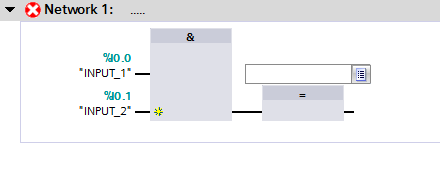 Network 1: .....
&
%I0.0
"INPUT_1"
%I0.1
"INPUT_2"
=